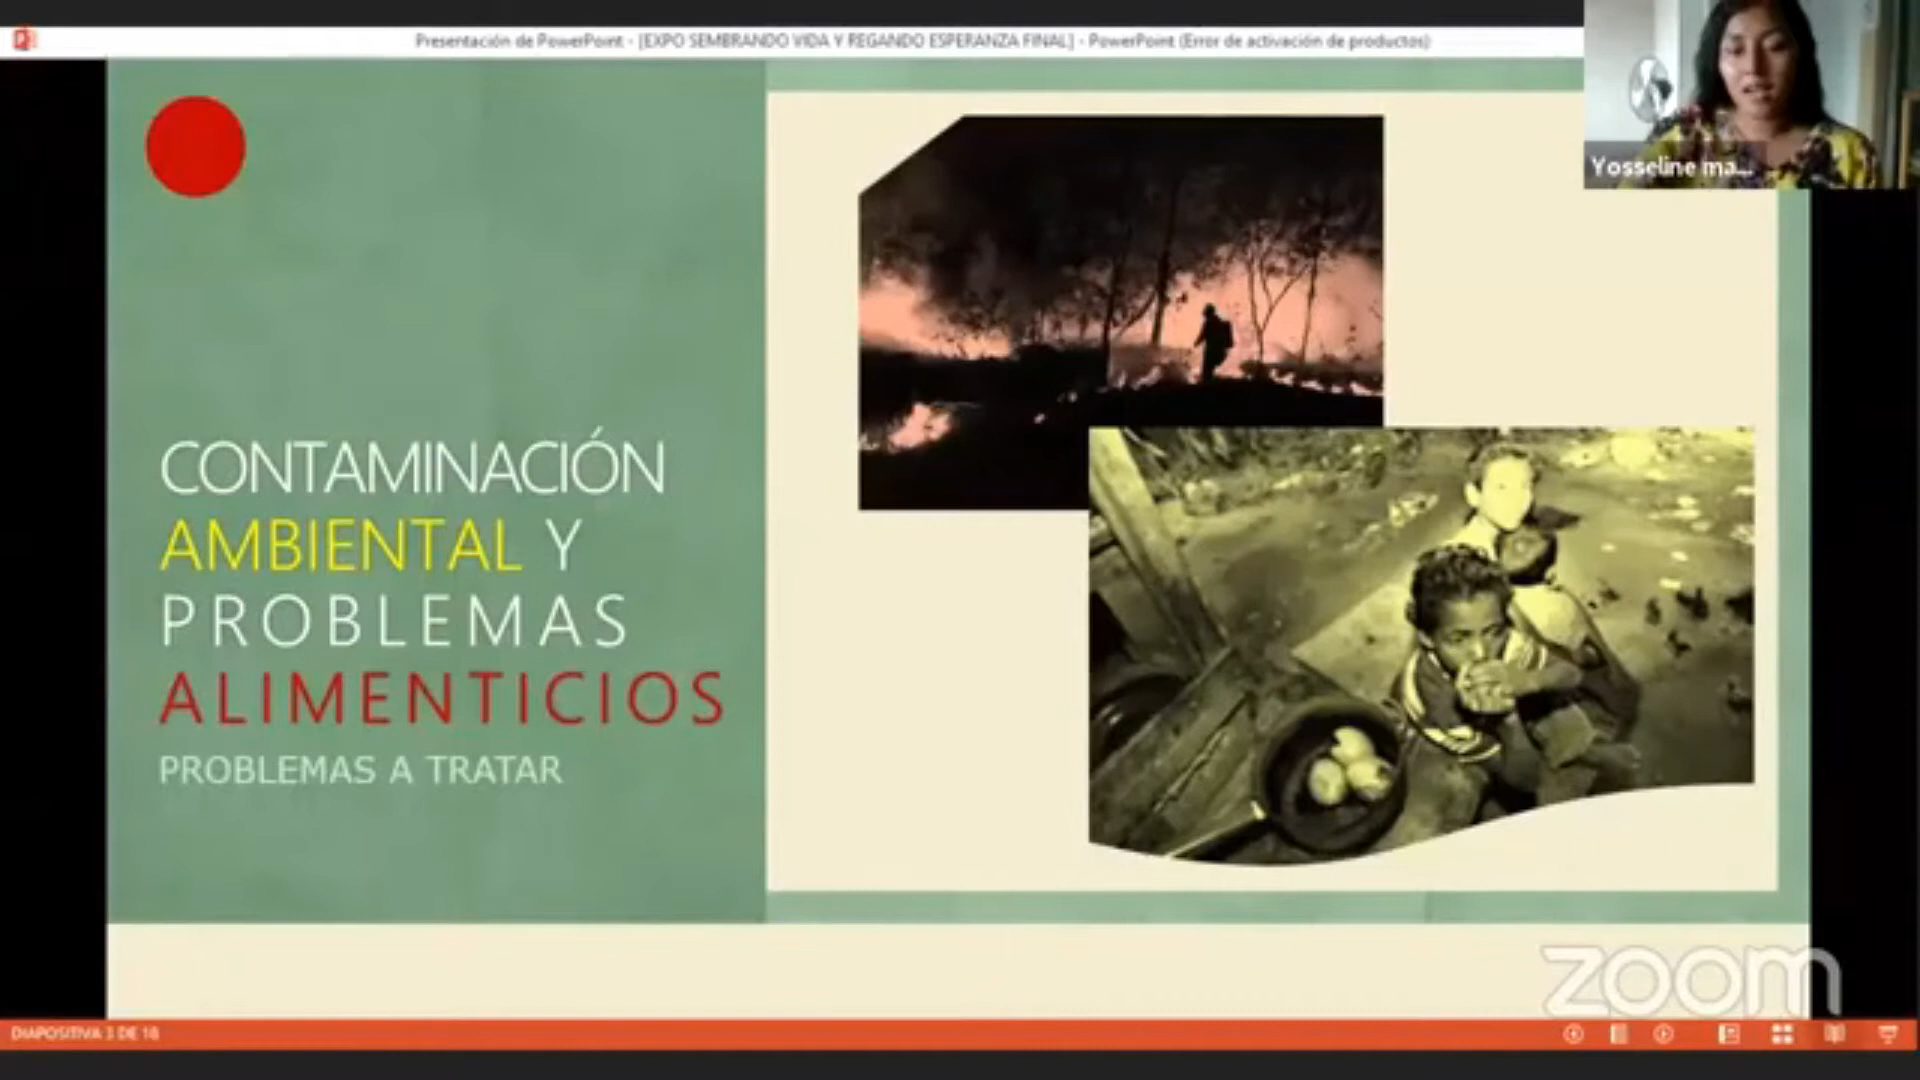 Presentación de PowerPoint - [EXPO SEMBRANDO VIDA Y REGANDO ESPERANZA FINAL] - PowerPoint (Error de activación de productos)
Yosseline ma...
CONTAMINACIÓN
AMBIENTAL Y
PROBLEMAS
ALIMENTICIOS
PROBLEMAS A TRATAR
zoom
DIAPOSITIVA 3 DE 16